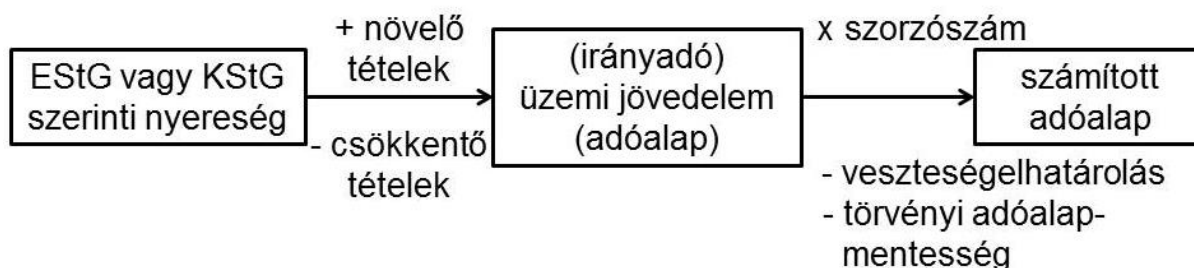 EStG vagy KStG
szerinti nyereség
+ növelő
tételek
- csökkentő
tételek
(irányadó)
üzemi jövedelem
(adóalap)
x szorzószám
- veszteségelhatárolás
- törvényi adóalap-
mentesség
számított
adóalap